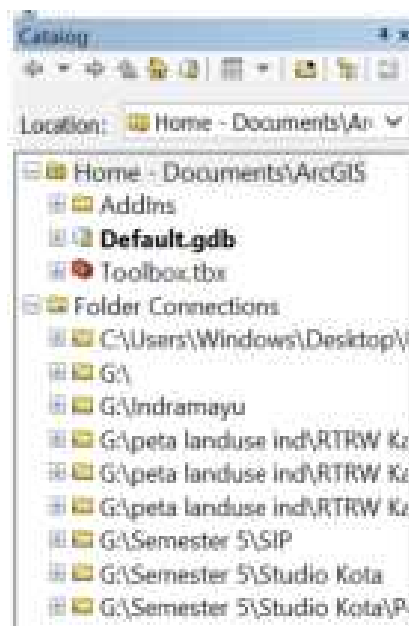 Catalog
Location: Home - Documents\Ar
Home - Documents\ArcGIS
AddIns
Default.gdb
Toolbox.tbx
Folder Connections
C:\Users\Windows\Desktop\
G:\
G:\Indramayu
G:\peta landuse ind\RTRW Ka
G:\peta landuse ind\RTRW Ka
G:\peta landuse ind\RTRW Ka
G:\Semester 5\SIP
G:\Semester 5\Studio Kota
G:\Semester 5\Studio Kota\P